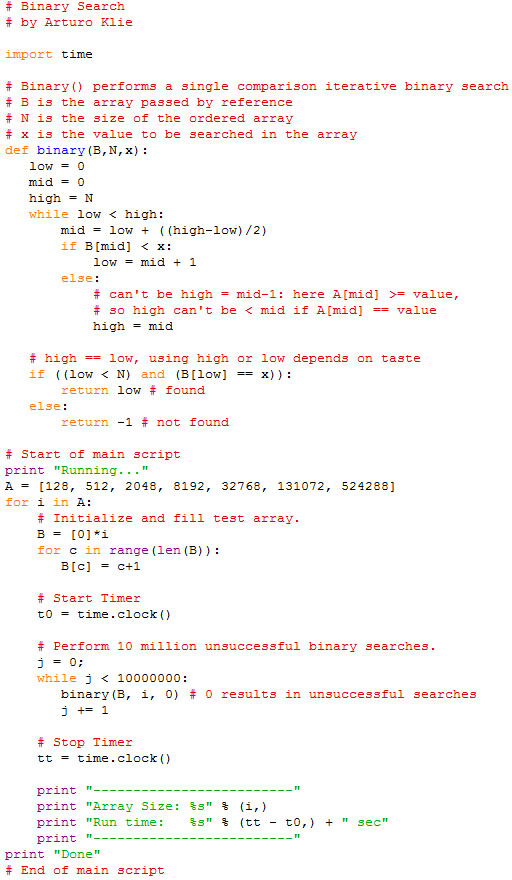 # Binary Search
# by Arturo Klie
import time
# Binary() performs a single comparison iterative binary search
# B is the array passed by reference
# N is the size of the ordered array
# x is the value to be searched in the array
def binary(B,N,x):
   low = 0
   mid = 0
   high = N
   while low < high:
       mid = low + ((high-low)/2)
       if B[mid] < x:
           low = mid + 1
       else:
           # can't be high = mid-1: here A[mid] >= value,
           # so high can't be < mid if A[mid] == value
           high = mid
   # high == low, using high or low depends on taste
   if ((low < N) and (B[low] == x)):
       return low # found
   else:
       return -1 # not found
# Start of main script
print "Running..."
A = [128, 512, 2048, 8192, 32768, 131072, 524288]
for i in A:
    # Initialize and fill test array.
    B = [0]*i
    for c in range(len(B)):
       B[c] = c+1
    # Start Timer
    t0 = time.clock()
    # Perform 10 million unsuccessful binary searches.
    j = 0;
    while j < 10000000:
       binary(B, i, 0) # 0 results in unsuccessful searches
       j += 1
    # Stop Timer
    tt = time.clock()
    print "-------------------------"
    print "Array Size: %s" % (i,)
    print "Run time:   %s" % (tt - t0,) + " sec"
    print "-------------------------"
print "Done"
# End of main script